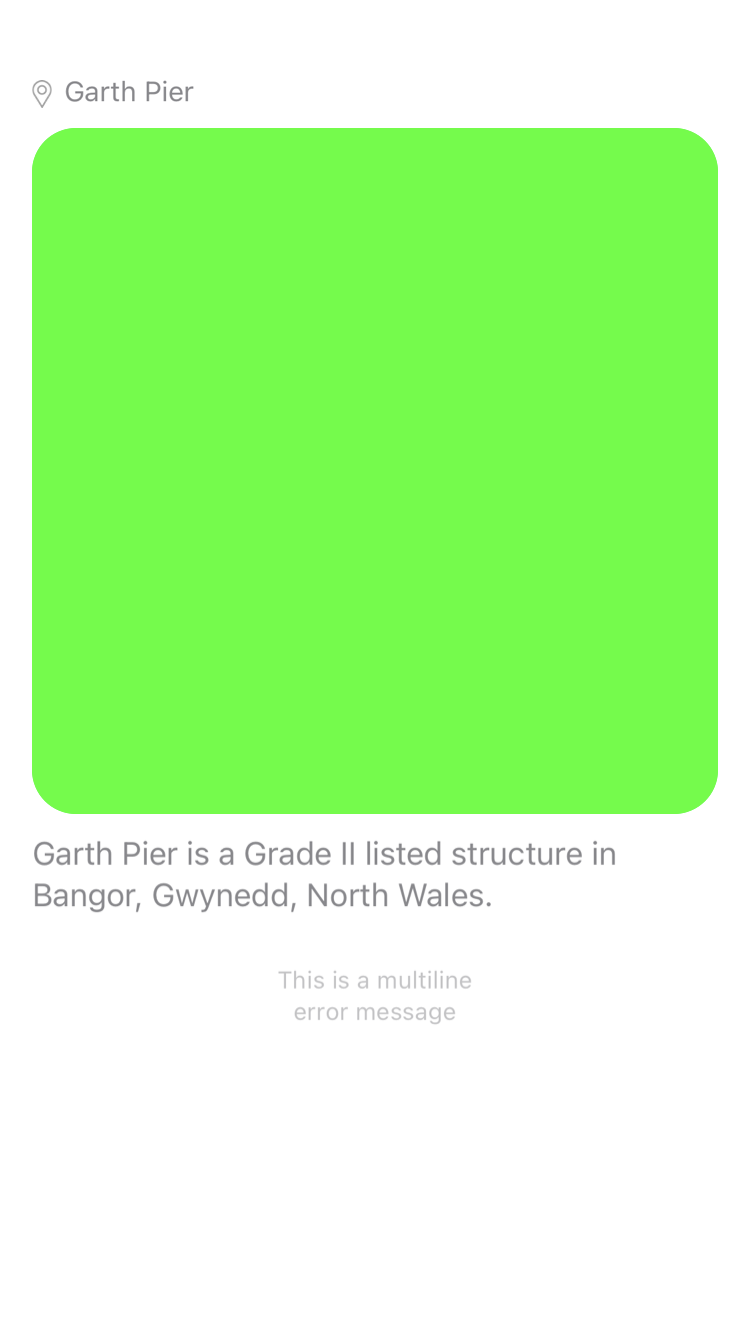 Garth Pier
Garth Pier is a Grade II listed structure in
Bangor, Gwynedd, North Wales.
This is a multiline
error message